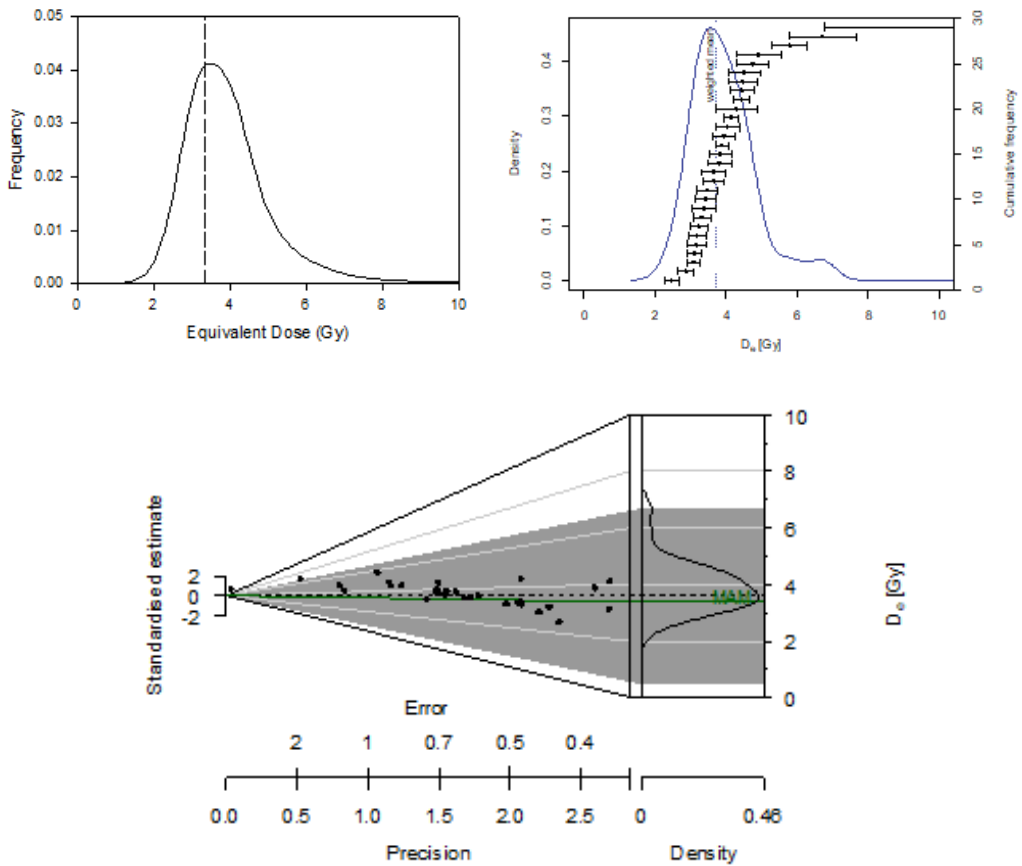 0.05
0.04
0.03
0.02
0.01
0.00
Frequency
0 2 4 6 8 10
Equivalent Dose (Gy)
0.4
0.3
0.2
0.1
0.0
Density
weighted mean
30
25
20
15
10
5
0
Cumulative frequency
0 2 4 6 8 10
De [Gy]
Standardised estimate
2
0
-2
MAM
10
8
6
4
2
0
De [Gy]
Error
2 1 0.7 0.5 0.4
0.0 0.5 1.0 1.5 2.0 2.5 0 0.46
Precision Density